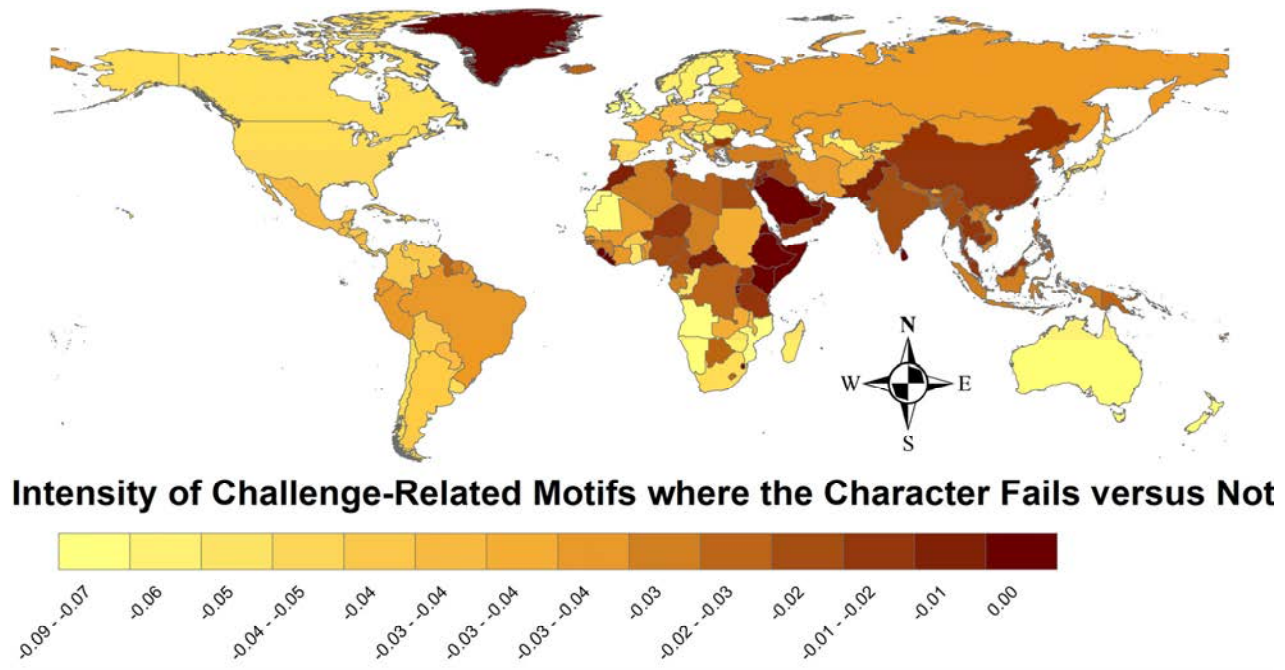 N
W E
S
Intensity of Challenge-Related Motifs where the Character Fails versus Not
-0.09 - -0.07
-0.06
-0.05
-0.04 - -0.05
-0.04
-0.03 - -0.04
-0.03 - -0.04
-0.03 - -0.04
-0.03
-0.02 - -0.03
-0.02
-0.01 - -0.02
-0.01
0.00